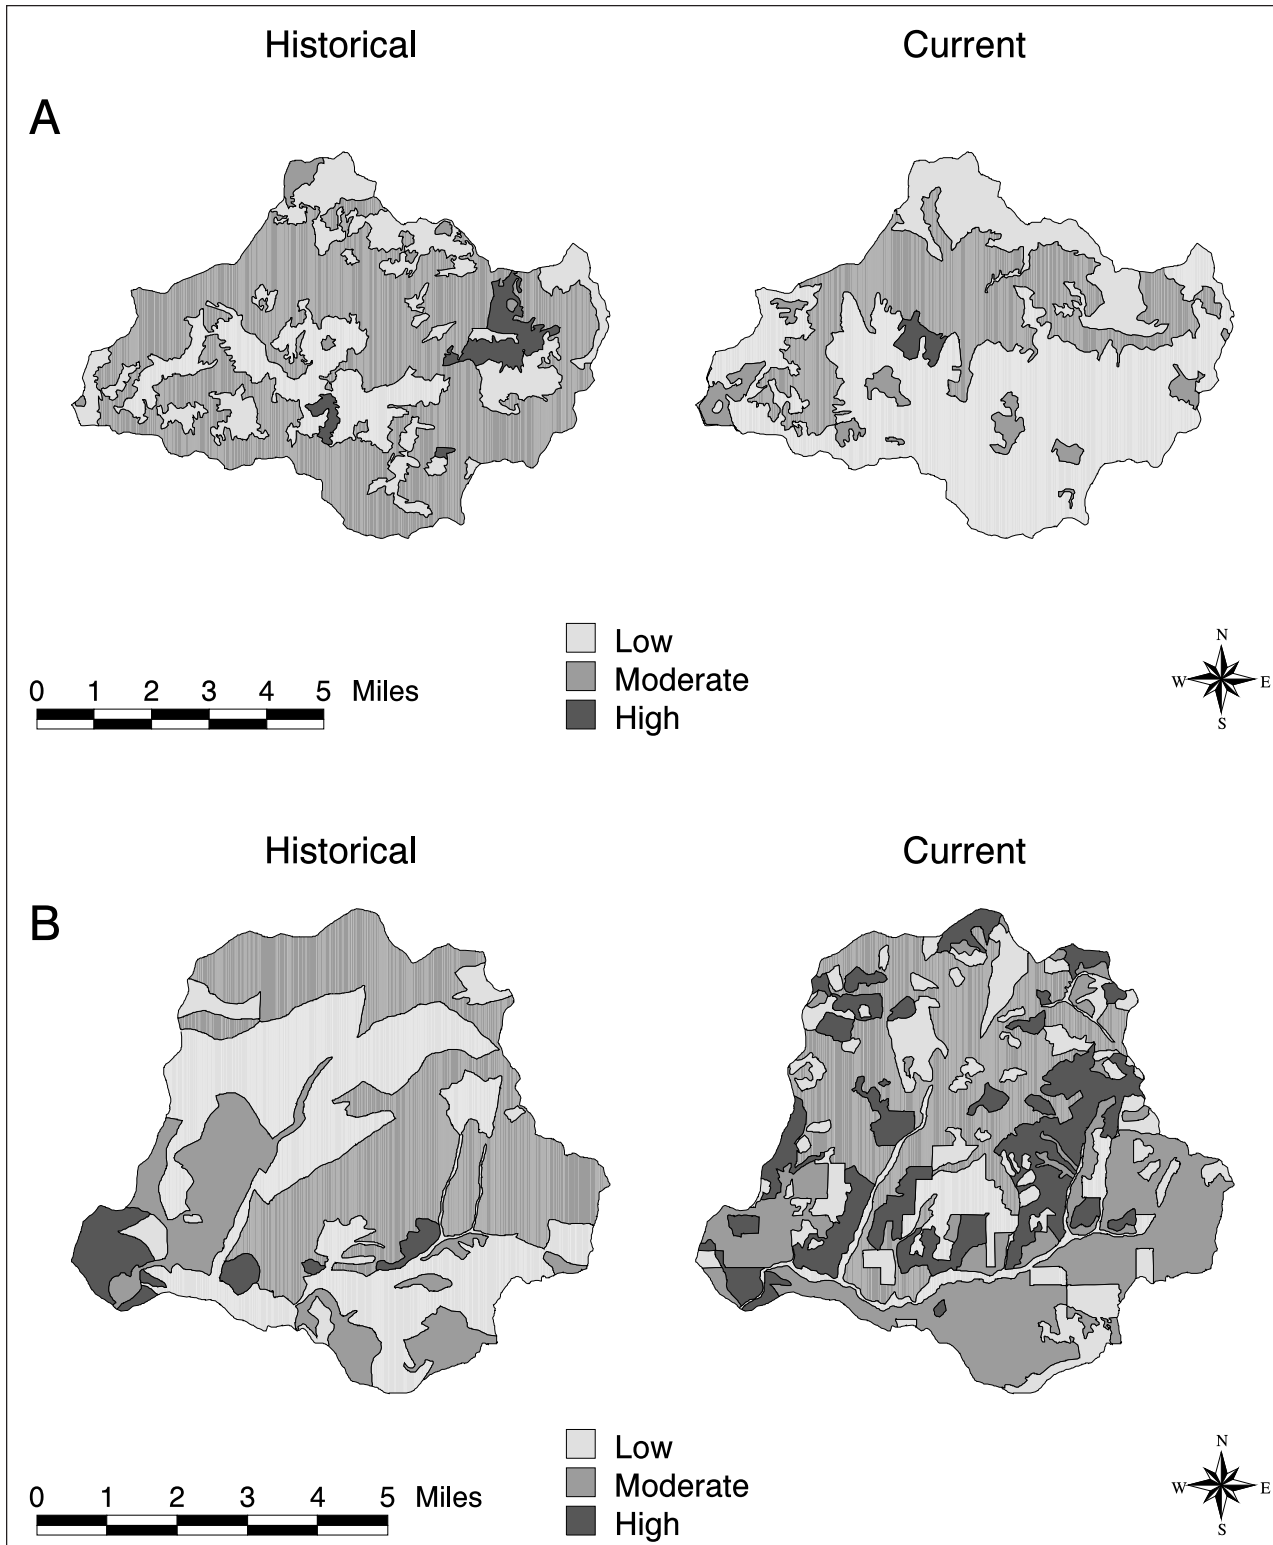 Historical Current
A
Low
Moderate
High
0 1 2 3 4 5 Miles
N
W E
S
Historical Current
B
Low
Moderate
High
0 1 2 3 4 5 Miles
N
W E
S